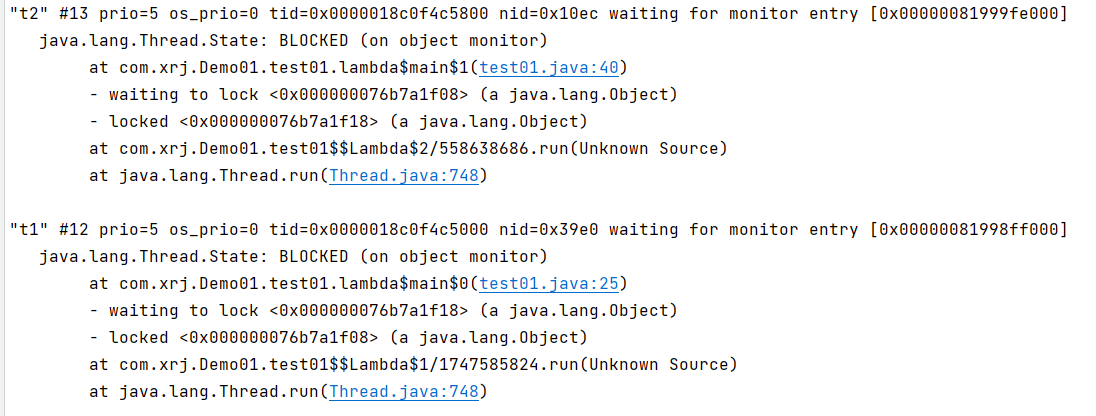 "t2" #13 prio=5 os_prio=0 tid=0x0000018c0f4c5800 nid=0x10ec waiting for monitor entry [0x00000081999fe000]
java.lang.Thread.State: BLOCKED (on object monitor)
at com.xrj.Demo01.test01.lambda$main$1(test01.java:40)
- waiting to lock <0x000000076b7a1f08> (a java.lang.Object)
- locked <0x000000076b7a1f18> (a java.lang.Object)
at com.xrj.Demo01.test01$$Lambda$2/558638686.run(Unknown Source)
at java.lang.Thread.run(Thread.java:748)
"t1" #12 prio=5 os_prio=0 tid=0x0000018c0f4c5000 nid=0x39e0 waiting for monitor entry [0x00000081998ff000]
java.lang.Thread.State: BLOCKED (on object monitor)
at com.xrj.Demo01.test01.lambda$main$0(test01.java:25)
- waiting to lock <0x000000076b7a1f18> (a java.lang.Object)
- locked <0x000000076b7a1f08> (a java.lang.Object)
at com.xrj.Demo01.test01$$Lambda$1/1747585824.run(Unknown Source)
at java.lang.Thread.run(Thread.java:748)